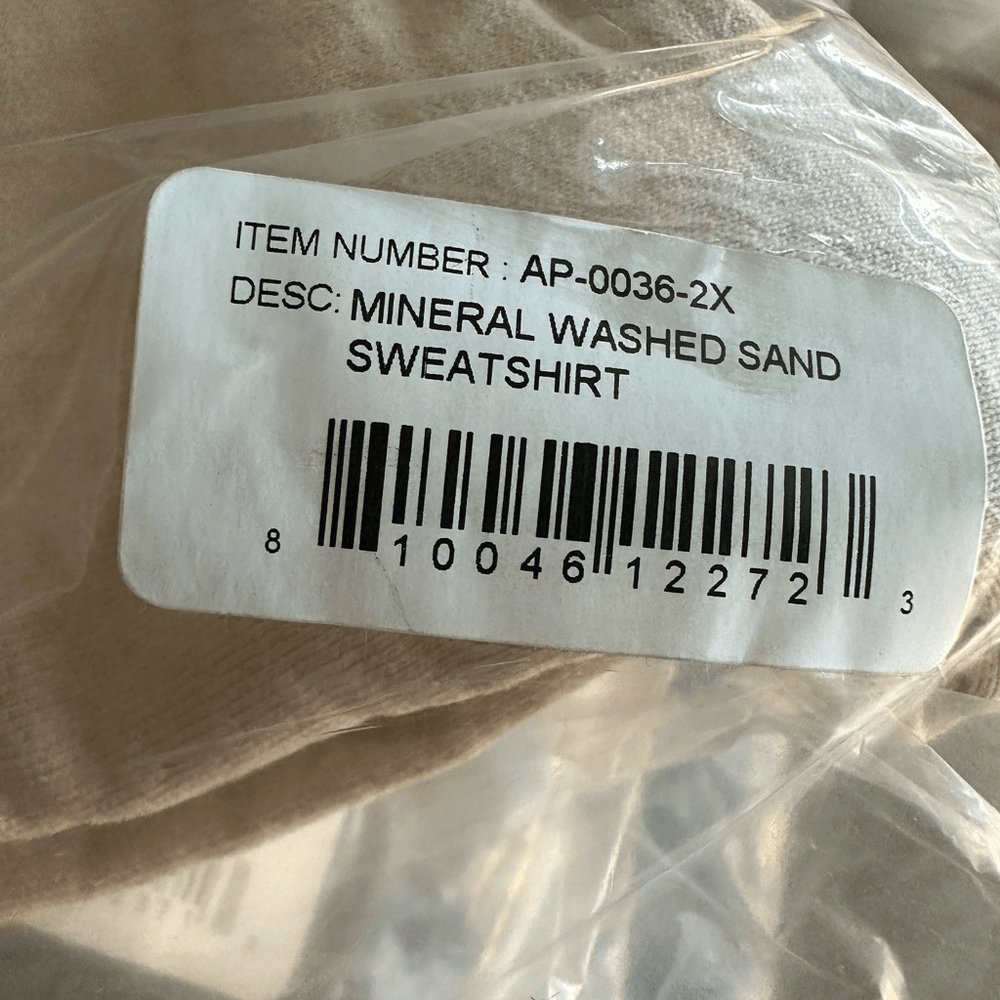 ITEM NUMBER : AP-0036-2X
DESC: MINERAL WASHED SAND
SWEATSHIRT
8 10046 12272 3